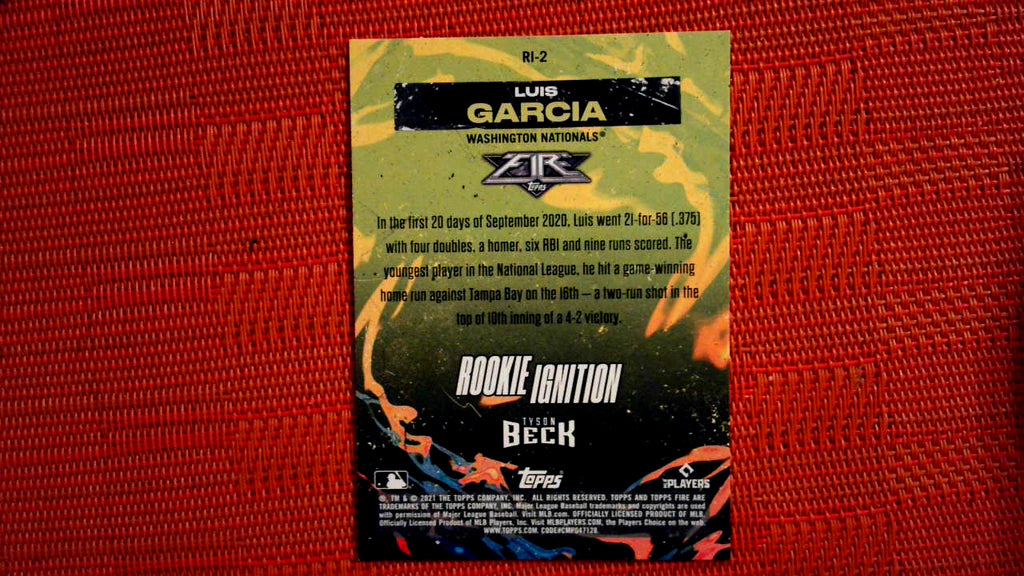 RI-2
LUIS
GARCIA
WASHINGTON NATIONALS®
FIRE
TOPPS
In the first 20 days of September 2020, Luis went 21-for-56 (.375)
with four doubles, a homer, six RBI and nine runs scored. The
youngest player in the National League, he hit a game-winning
home run against Tampa Bay on the 16th — a two-run shot in the
top of 10th inning of a 4-2 victory.
ROOKIE IGNITION
TYSON
BECK
topps®
PLAYERS
®, TM & © 2021 THE TOPPS COMPANY, INC. ALL RIGHTS RESERVED. TOPPS AND TOPPS FIRE ARE
TRADEMARKS OF THE TOPPS COMPANY, INC. Major League Baseball trademarks and copyrights are used
with permission of Major League Baseball. Visit MLB.com. OFFICIALLY LICENSED PRODUCT OF MLB
Officially Licensed Product of MLB Players, Inc. Visit MLBPLAYERS.COM, the Players Choice on the web.
WWW.TOPPS.COM. CODE#CMP047128.